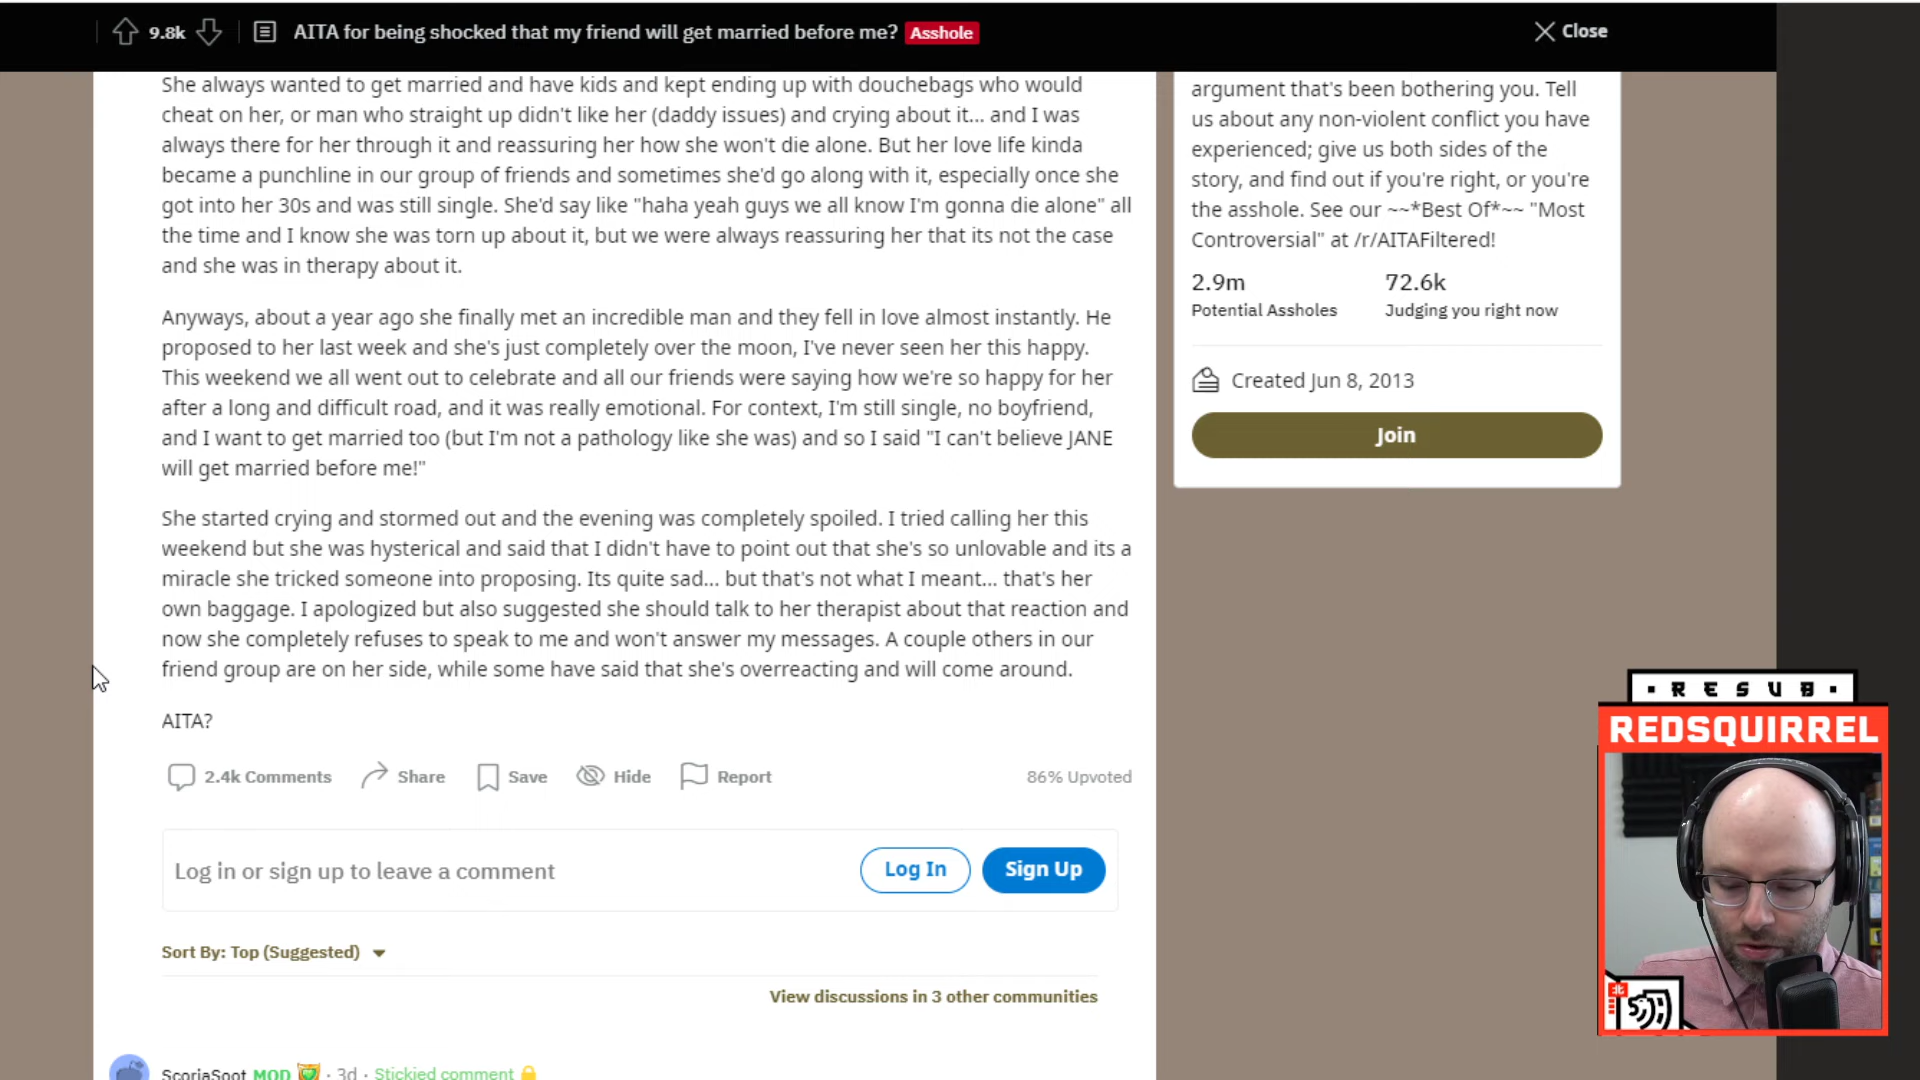 9.8k
AITA for being shocked that my friend will get married before me? Asshole
Close
She always wanted to get married and have kids and kept ending up with douchebags who would
cheat on her, or man who straight up didn't like her (daddy issues) and crying about it... and I was
always there for her through it and reassuring her how she won't die alone. But her love life kinda
became a punchline in our group of friends and sometimes she'd go along with it, especially once she
got into her 30s and was still single. She'd say like "haha yeah guys we all know I'm gonna die alone" all
the time and I know she was torn up about it, but we were always reassuring her that its not the case
and she was in therapy about it.
Anyways, about a year ago she finally met an incredible man and they fell in love almost instantly. He
proposed to her last week and she's just completely over the moon, I've never seen her this happy.
This weekend we all went out to celebrate and all our friends were saying how we're so happy for her
after a long and difficult road, and it was really emotional. For context, I'm still single, no boyfriend,
and I want to get married too (but I'm not a pathology like she was) and so I said "I can't believe JANE
will get married before me!"
She started crying and stormed out and the evening was completely spoiled. I tried calling her this
weekend but she was hysterical and said that I didn't have to point out that she's so unlovable and its a
miracle she tricked someone into proposing. Its quite sad... but that's not what I meant... that's her
own baggage. I apologized but also suggested she should talk to her therapist about that reaction and
now she completely refuses to speak to me and won't answer my messages. A couple others in our
friend group are on her side, while some have said that she's overreacting and will come around.
AITA?
2.4k Comments Share Save Hide Report 86% Upvoted
Log in or sign up to leave a comment Log In Sign Up
Sort By: Top (Suggested)
View discussions in 3 other communities
ScoriaSoot MOD · 3d · Stickied comment
argument that's been bothering you. Tell
us about any non-violent conflict you have
experienced; give us both sides of the
story, and find out if you're right, or you're
the asshole. See our ~~*Best Of*~~ "Most
Controversial" at /r/AITAFiltered!
2.9m 72.6k
Potential Assholes Judging you right now
Created Jun 8, 2013
Join
· RESUB ·
REDSQUIRREL
北